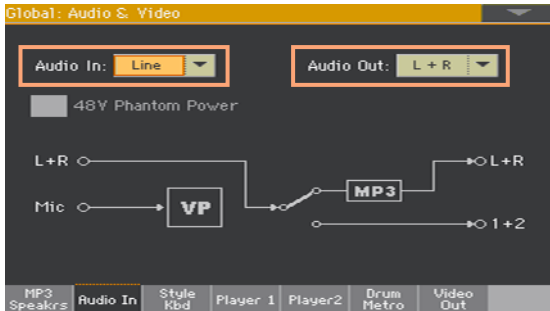 Global: Audio & Video
Audio In: Line
Audio Out: L + R
48V Phantom Power
L+R
L+R
MP3
Mic
VP
1+2
MP3 Speakrs
Audio In
Style Kbd
Player 1
Player2
Drum Metro
Video Out